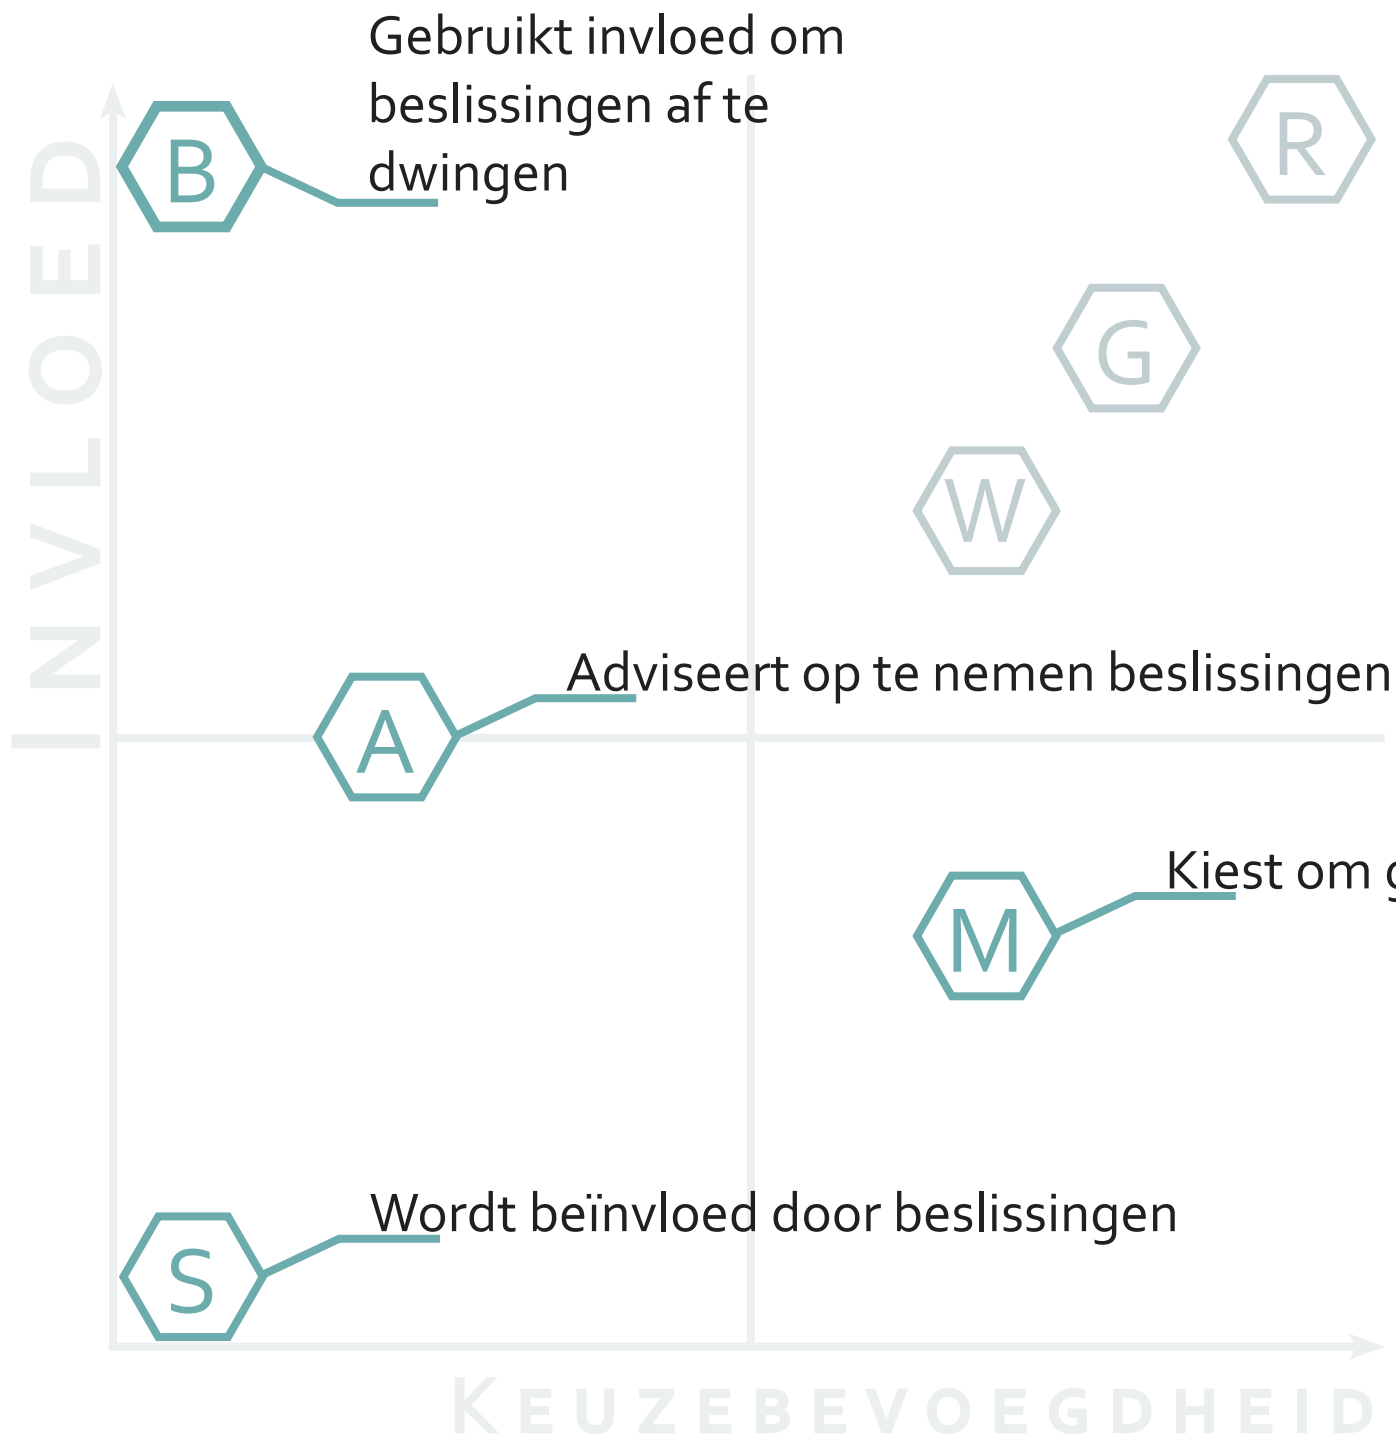 Gebruikt invloed om
beslissingen af te
dwingen
B
R
G
W
INVLOED
Adviseert op te nemen beslissingen
A
Kiest om
M
Wordt beïnvloed door beslissingen
S
KEUZEBEVOEGDHEID